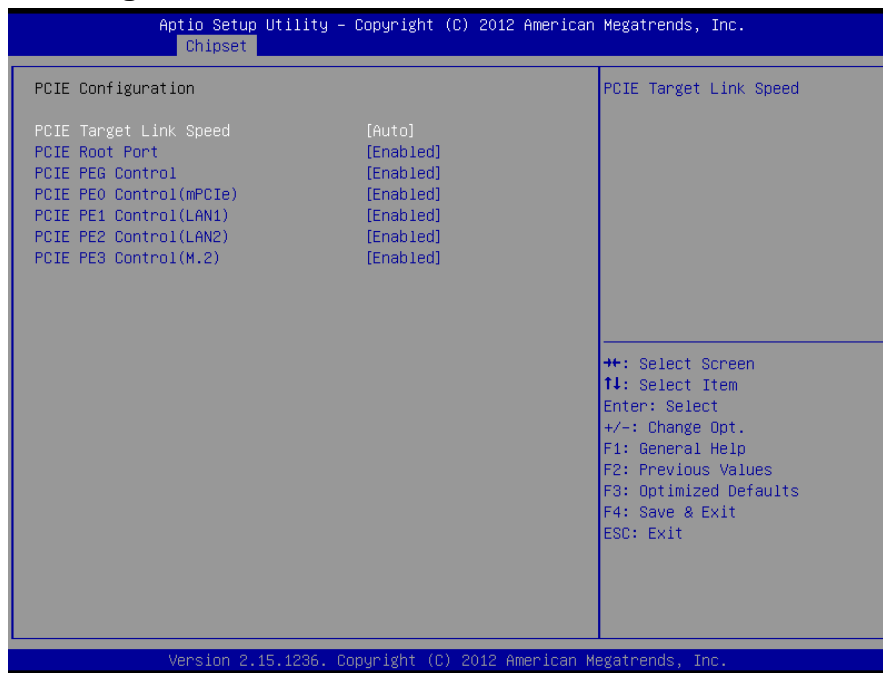 Aptio Setup Utility – Copyright (C) 2012 American Megatrends, Inc.
Chipset
PCIE Configuration
PCIE Target Link Speed [Auto]
PCIE Root Port [Enabled]
PCIE PEG Control [Enabled]
PCIE PE0 Control(mPCIe) [Enabled]
PCIE PE1 Control(LAN1) [Enabled]
PCIE PE2 Control(LAN2) [Enabled]
PCIE PE3 Control(M.2) [Enabled]
PCIE Target Link Speed
→←: Select Screen
↑↓: Select Item
Enter: Select
+/-: Change Opt.
F1: General Help
F2: Previous Values
F3: Optimized Defaults
F4: Save & Exit
ESC: Exit
Version 2.15.1236. Copyright (C) 2012 American Megatrends, Inc.